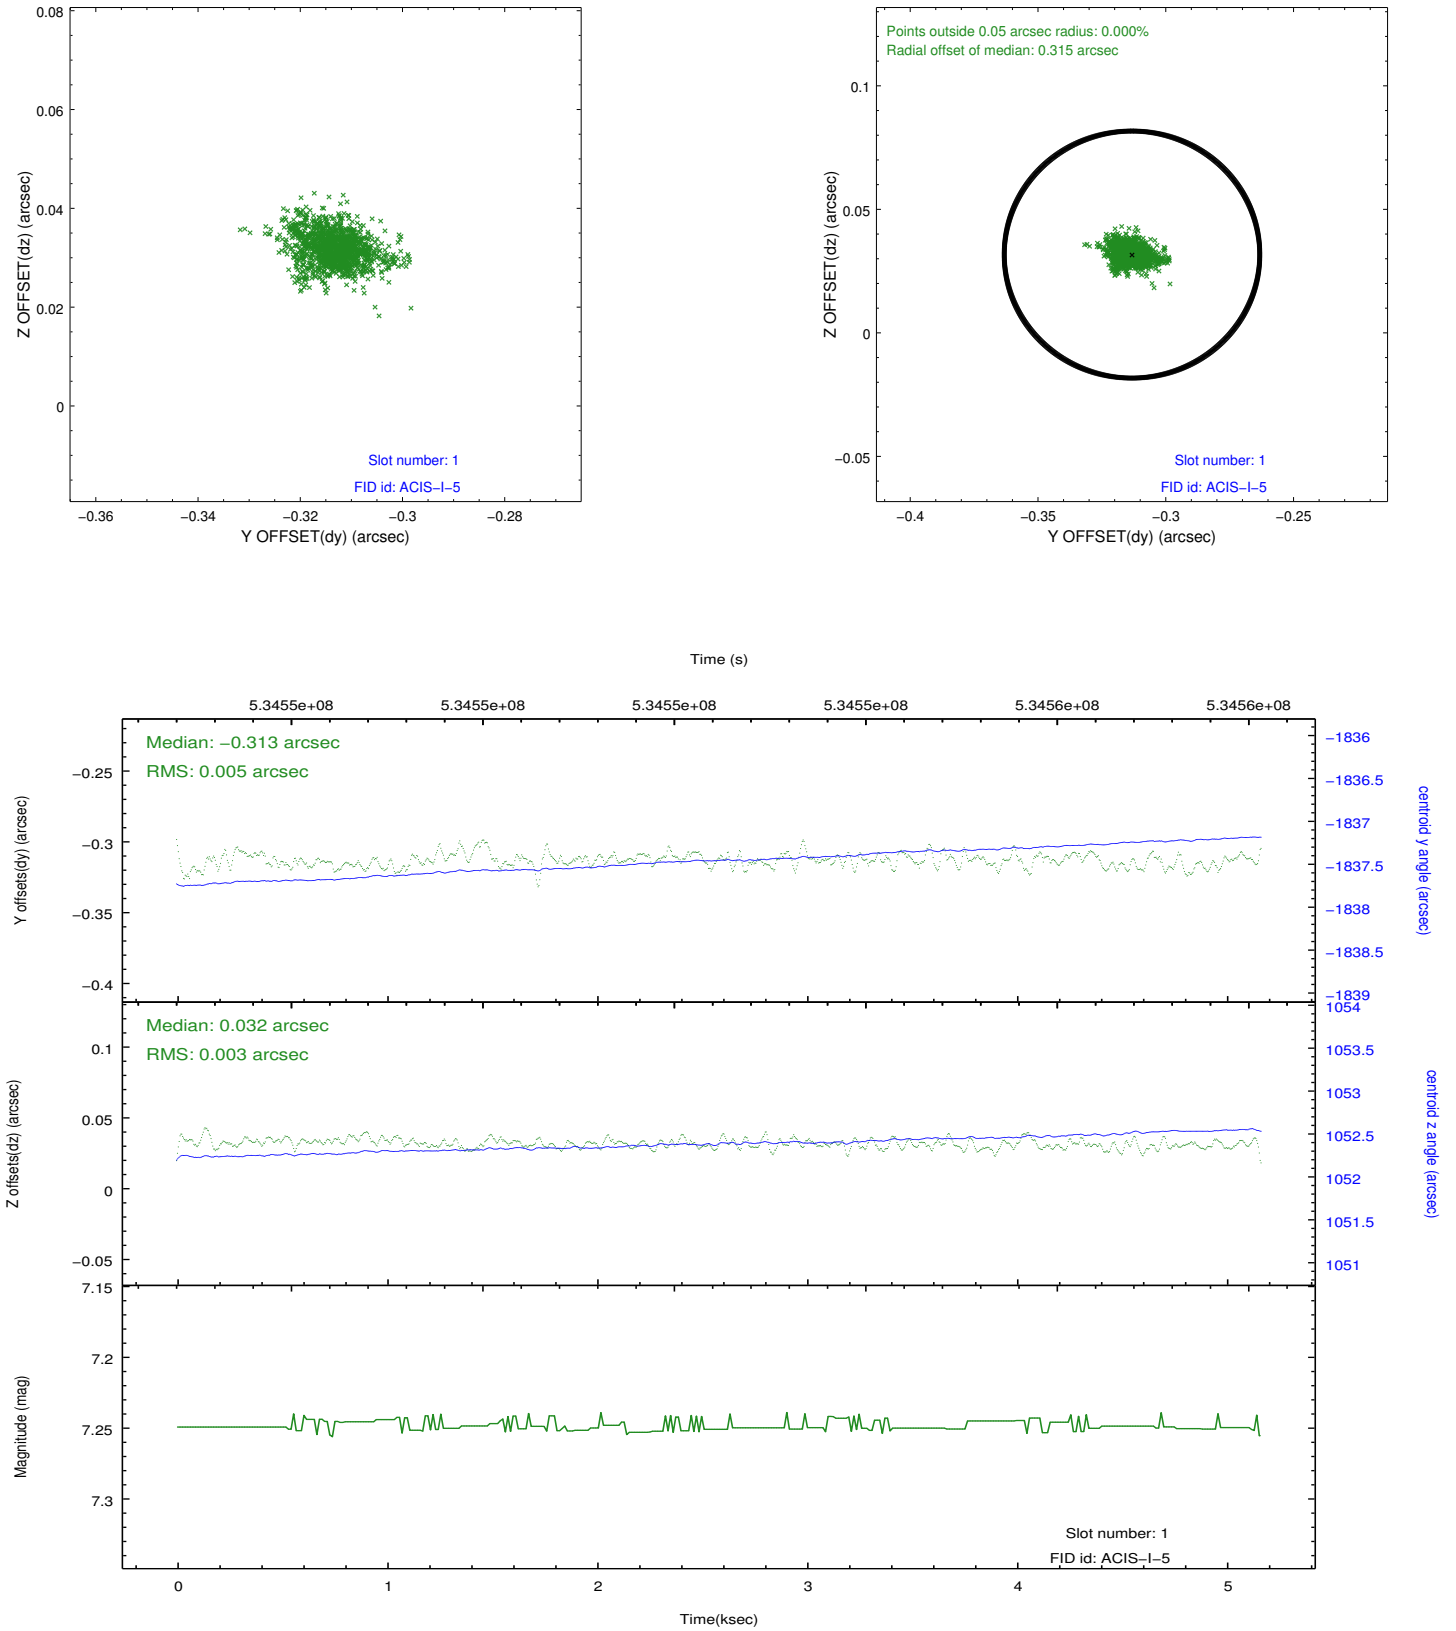 0.08
0.06
0.04
0.02
0
Z OFFSET(dz) (arcsec)
Slot number: 1
FID id: ACIS−I−5
−0.36 −0.34 −0.32 −0.3 −0.28
Y OFFSET(dy) (arcsec)
Points outside 0.05 arcsec radius: 0.000%
Radial offset of median: 0.315 arcsec
0.1
0.05
0
−0.05
Z OFFSET(dz) (arcsec)
Slot number: 1
FID id: ACIS−I−5
−0.4 −0.35 −0.3 −0.25
Y OFFSET(dy) (arcsec)
Time (s)
5.3455e+08 5.3455e+08 5.3455e+08 5.3455e+08 5.3456e+08 5.3456e+08
Median: −0.313 arcsec
RMS: 0.005 arcsec
−0.25
−0.3
−0.35
−0.4
Y offsets(dy) (arcsec)
−1836
−1836.5
−1837
−1837.5
−1838
−1838.5
−1839
centroid y angle (arcsec)
Median: 0.032 arcsec
RMS: 0.003 arcsec
0.1
0.05
0
−0.05
Z offsets(dz) (arcsec)
1054
1053.5
1053
1052.5
1052
1051.5
1051
centroid z angle (arcsec)
7.15
7.2
7.25
7.3
Magnitude (mag)
Slot number: 1
FID id: ACIS−I−5
0 1 2 3 4 5
Time(ksec)